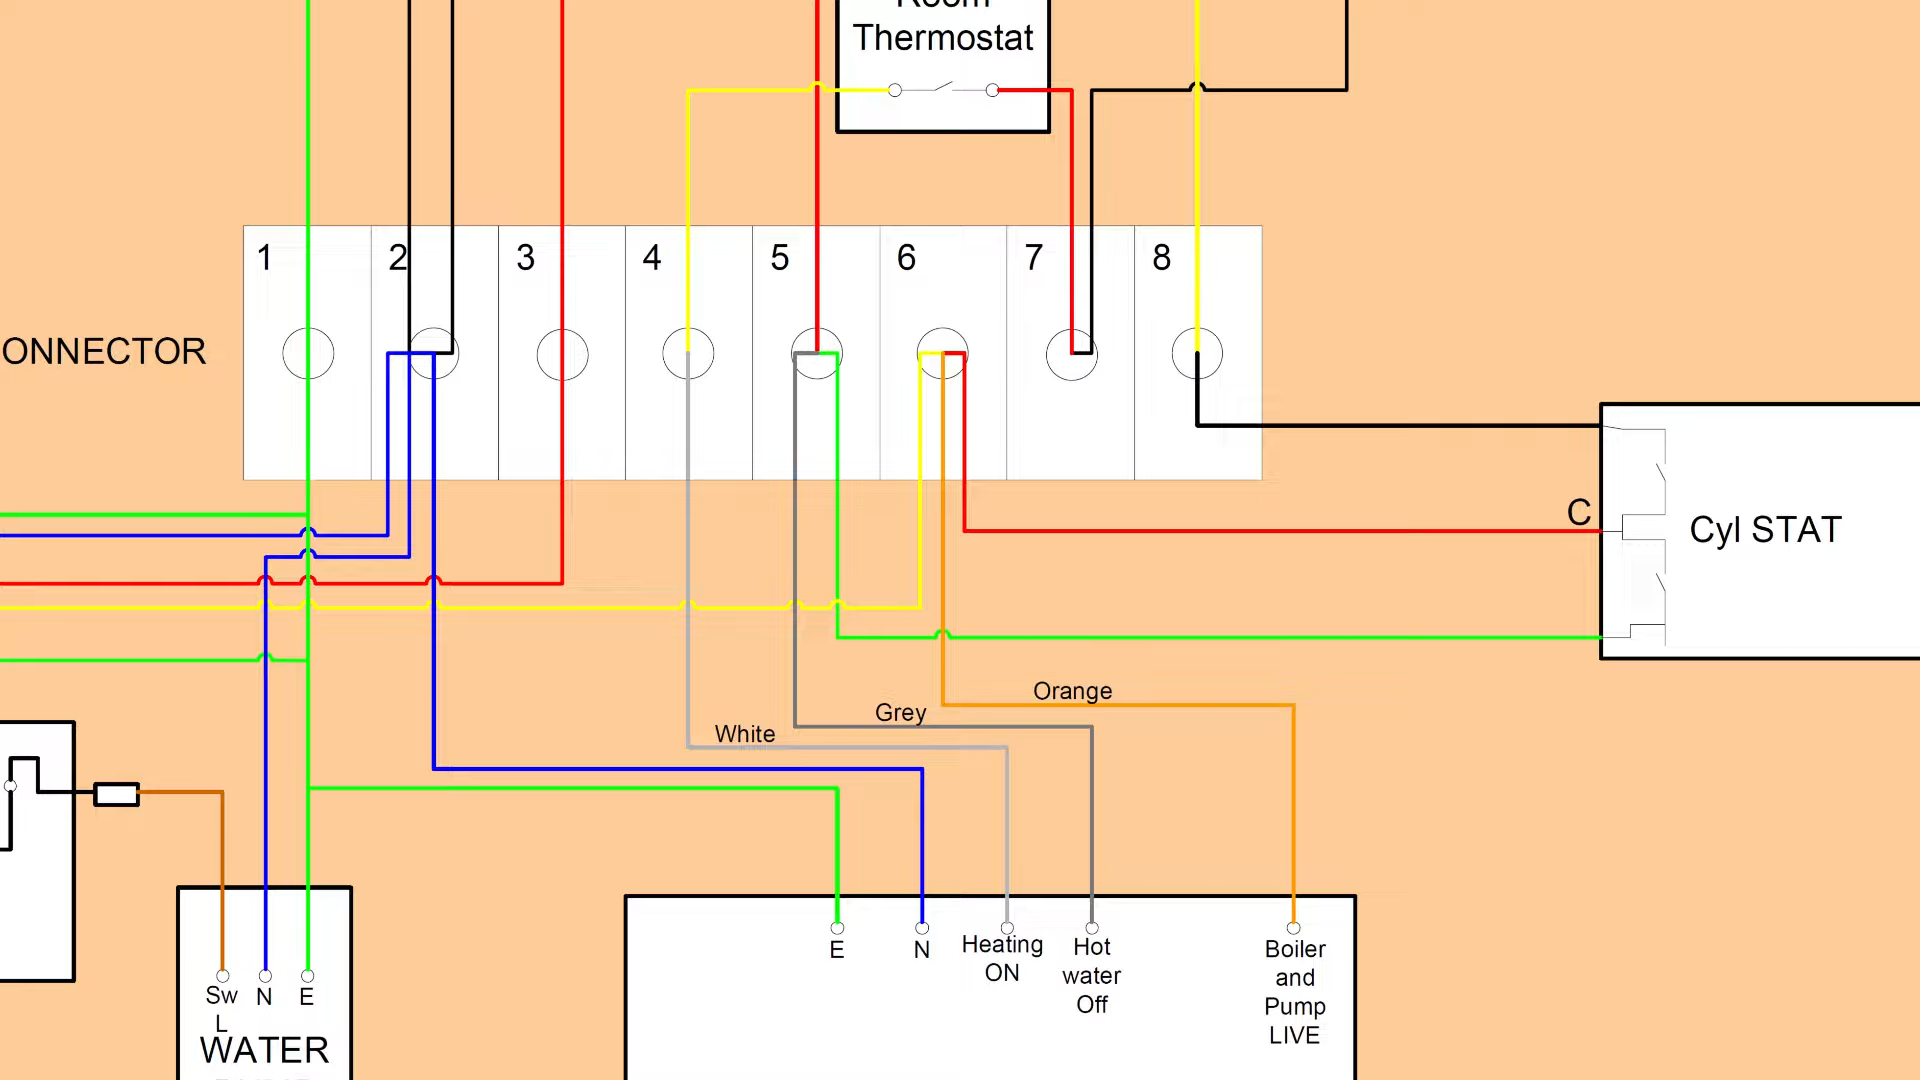 Room
Thermostat
1
2
3
4
5
6
7
8
ONNECTOR
C
Cyl STAT
Orange
Grey
White
E
N
Heating
ON
Hot
water
Off
Boiler
and
Pump
LIVE
Sw
L
N
E
WATER